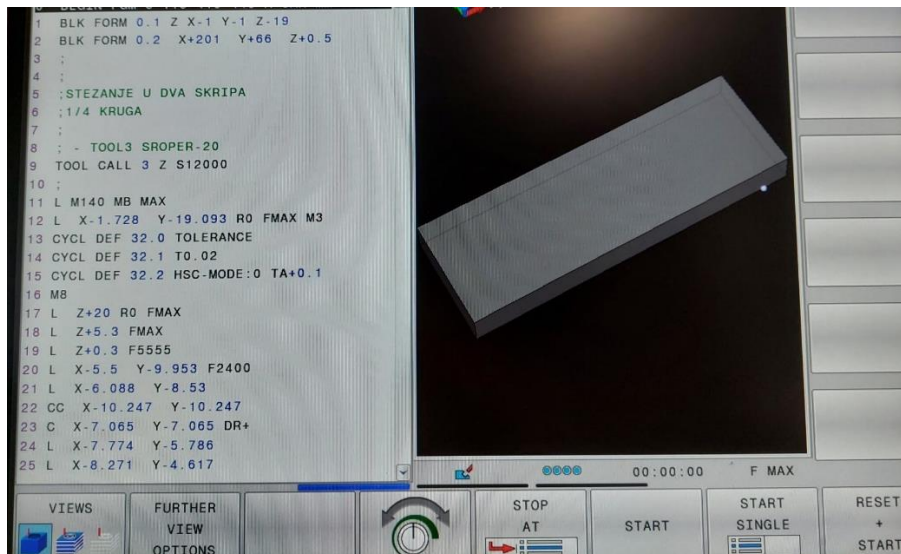 1 BLK FORM 0.1 Z X-1 Y-1 Z-19
2 BLK FORM 0.2 X+201 Y+66 Z+0.5
3 ;
4 ;
5 ;STEZANJE U DVA SKRIPA
6 ;1/4 KRUGA
7 ;
8 ; - TOOL3 SROPER-20
9 TOOL CALL 3 Z S12000
10 ;
11 L M140 MB MAX
12 L X-1.728 Y-19.093 R0 FMAX M3
13 CYCL DEF 32.0 TOLERANCE
14 CYCL DEF 32.1 T0.02
15 CYCL DEF 32.2 HSC-MODE:0 TA+0.1
16 M8
17 L Z+20 R0 FMAX
18 L Z+5.3 FMAX
19 L Z+0.3 F5555
20 L X-5.5 Y-9.953 F2400
21 L X-6.088 Y-8.53
22 CC X-10.247 Y-10.247
23 C X-7.065 Y-7.065 DR+
24 L X-7.774 Y-5.786
25 L X-8.271 Y-4.617
00:00:00 F MAX
VIEWS
FURTHER
VIEW
OPTIONS
STOP
AT
START
START
SINGLE
RESET
+
START